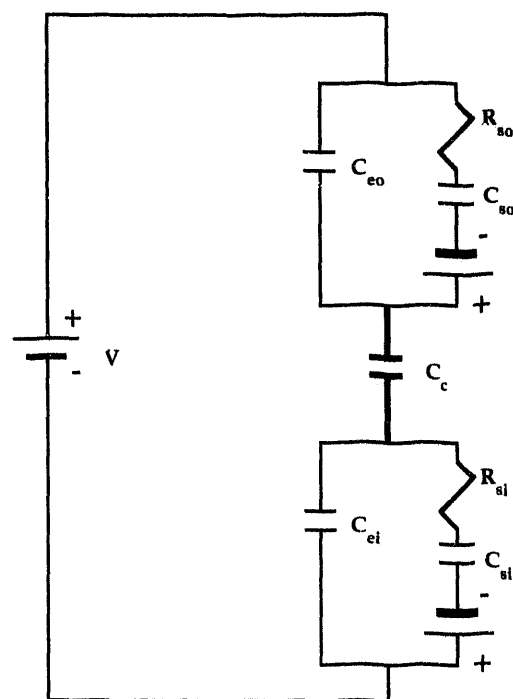 R_so
C_eo
C_so
-
+
+
V
-
C_c
R_si
C_ei
C_si
-
+